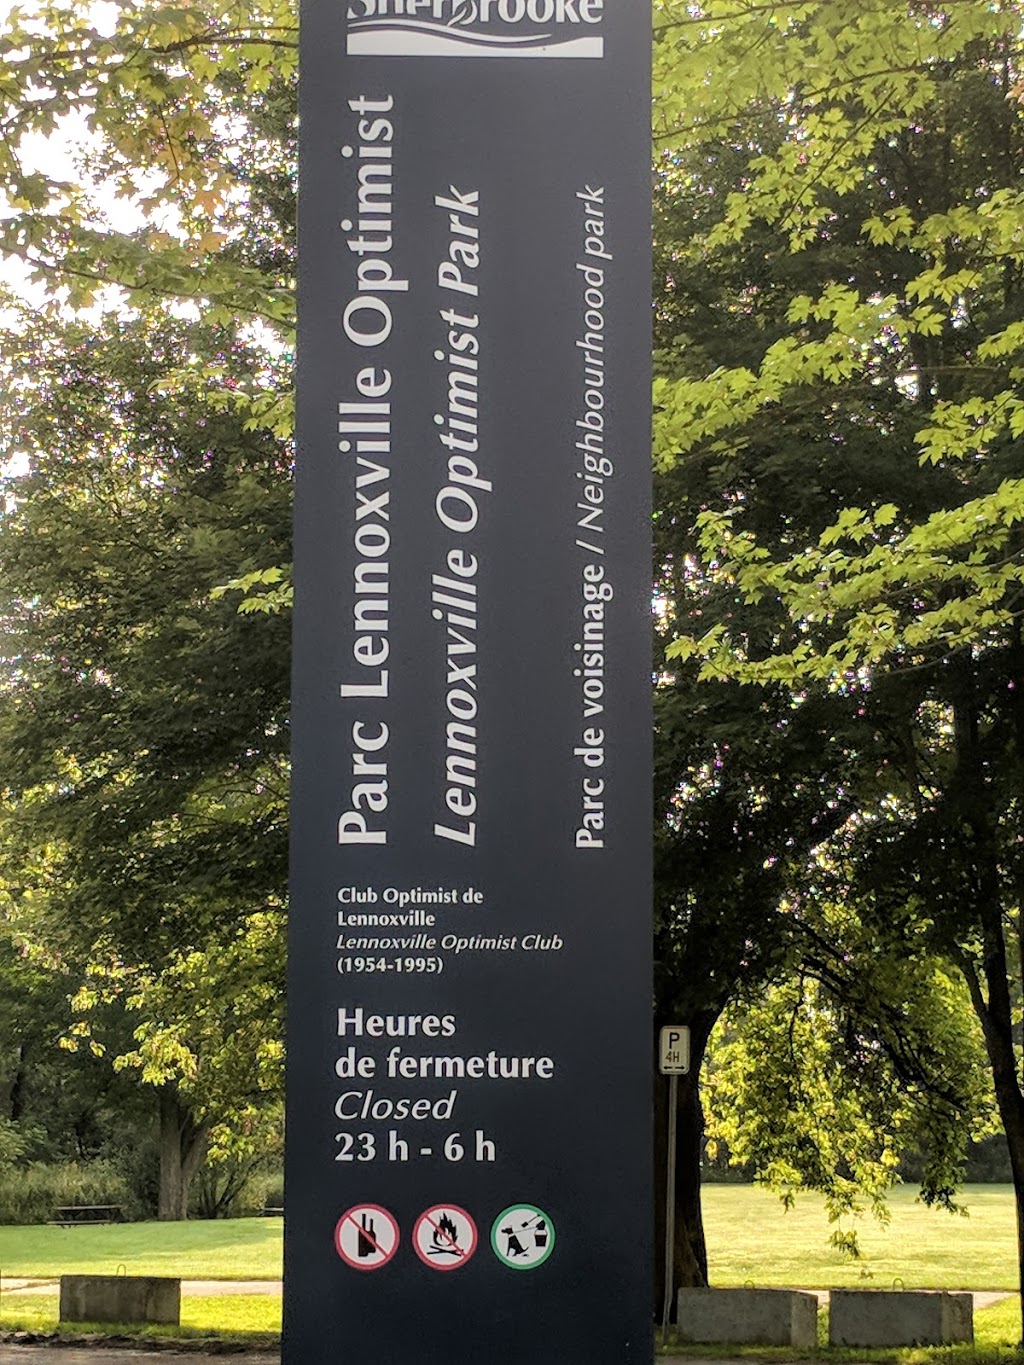 Sherbrooke
Parc Lennoxville Optimist
Lennoxville Optimist Park
Parc de voisinage / Neighbourhood park
Club Optimist de
Lennoxville
Lennoxville Optimist Club
(1954-1995)
Heures
de fermeture
Closed
23 h - 6 h
P
4H